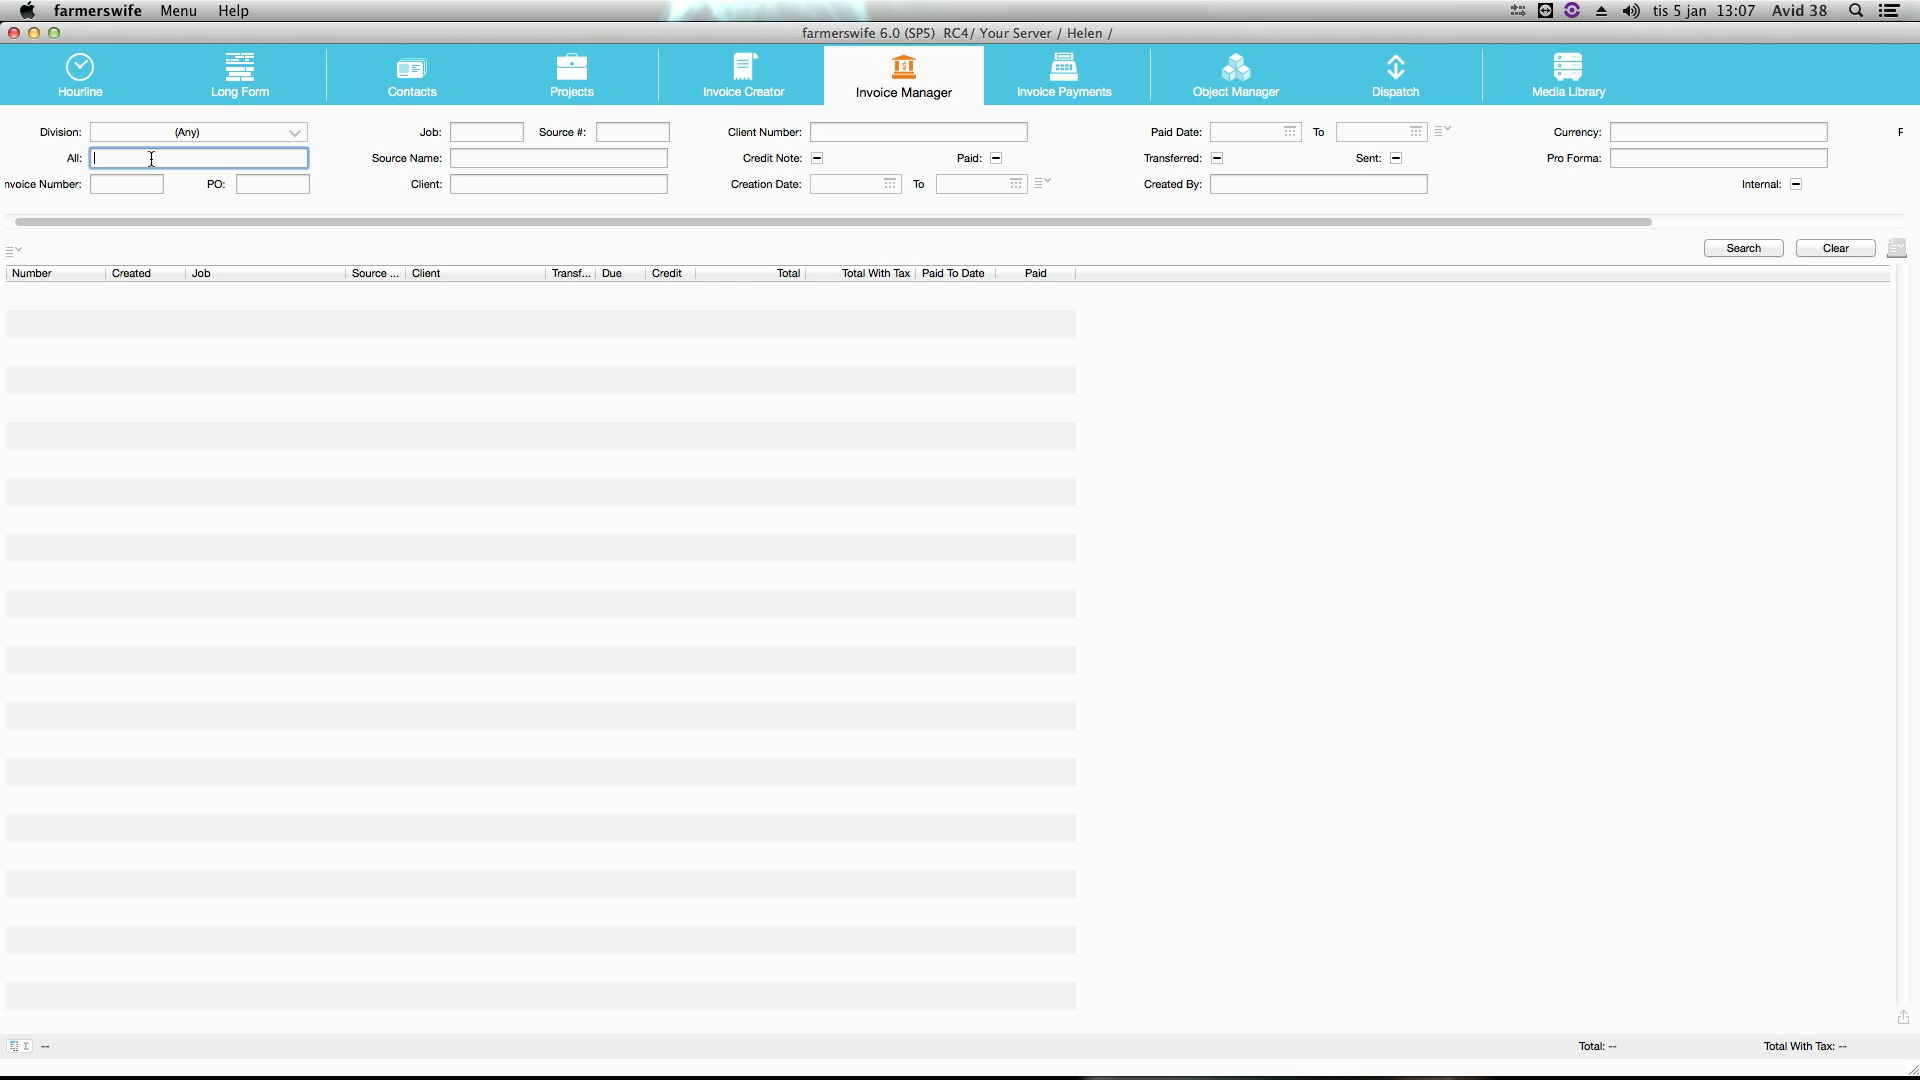 farmerswife Menu Help tis 5 jan 13:07 Avid 38
farmerswife 6.0 (SP5) RC4/ Your Server / Helen /
Hourline Long Form Contacts Projects Invoice Creator Invoice Manager Invoice Payments Object Manager Dispatch Media Library
Division: (Any) Job: Source #: Client Number: Paid Date: To Currency: F
All: Source Name: Credit Note: Paid: Transferred: Sent: Pro Forma:
nvoice Number: PO: Client: Creation Date: To Created By: Internal:
Search Clear
Number Created Job Source ... Client Transf... Due Credit Total Total With Tax Paid To Date Paid
Σ -- Total: -- Total With Tax: --